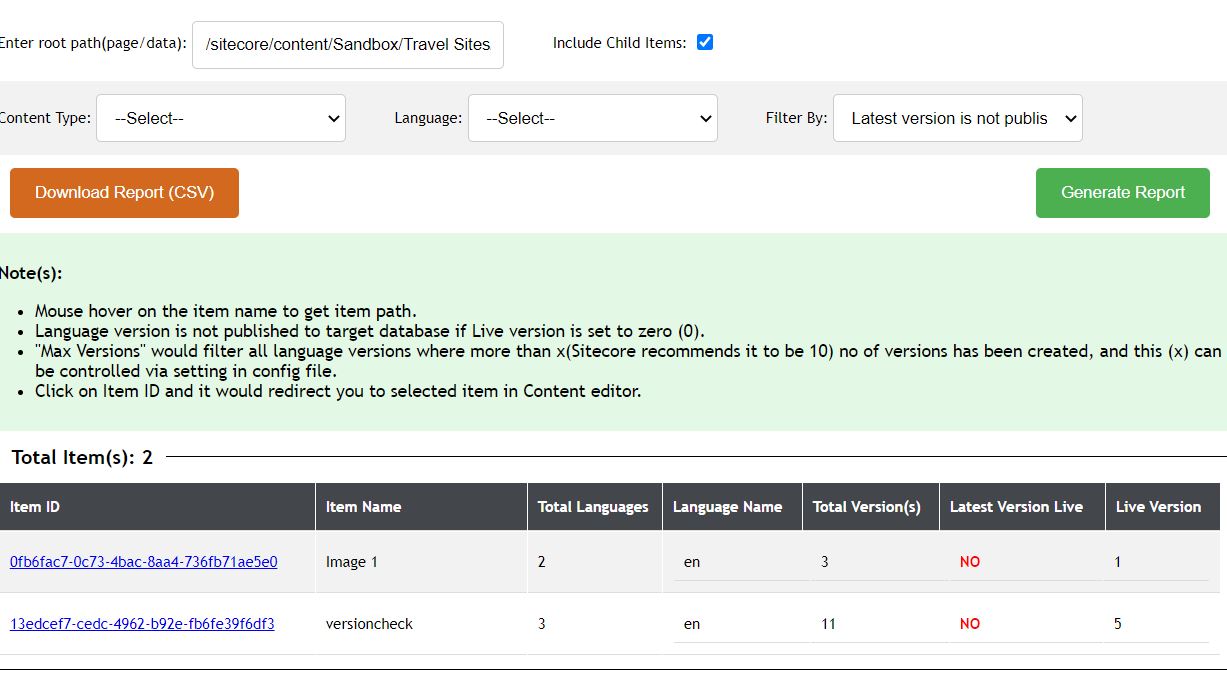 Enter root path(page/data): /sitecore/content/Sandbox/Travel Sites Include Child Items:
Content Type: --Select-- Language: --Select-- Filter By: Latest version is not publis
Download Report (CSV) Generate Report
Note(s):
• Mouse hover on the item name to get item path.
• Language version is not published to target database if Live version is set to zero (0).
• "Max Versions" would filter all language versions where more than x(Sitecore recommends it to be 10) no of versions has been created, and this (x) can
be controlled via setting in config file.
• Click on Item ID and it would redirect you to selected item in Content editor.
Total Item(s): 2
Item ID Item Name Total Languages Language Name Total Version(s) Latest Version Live Live Version
0fb6fac7-0c73-4bac-8aa4-736fb71ae5e0 Image 1 2 en 3 NO 1
13edcef7-cedc-4962-b92e-fb6fe39f6df3 versioncheck 3 en 11 NO 5